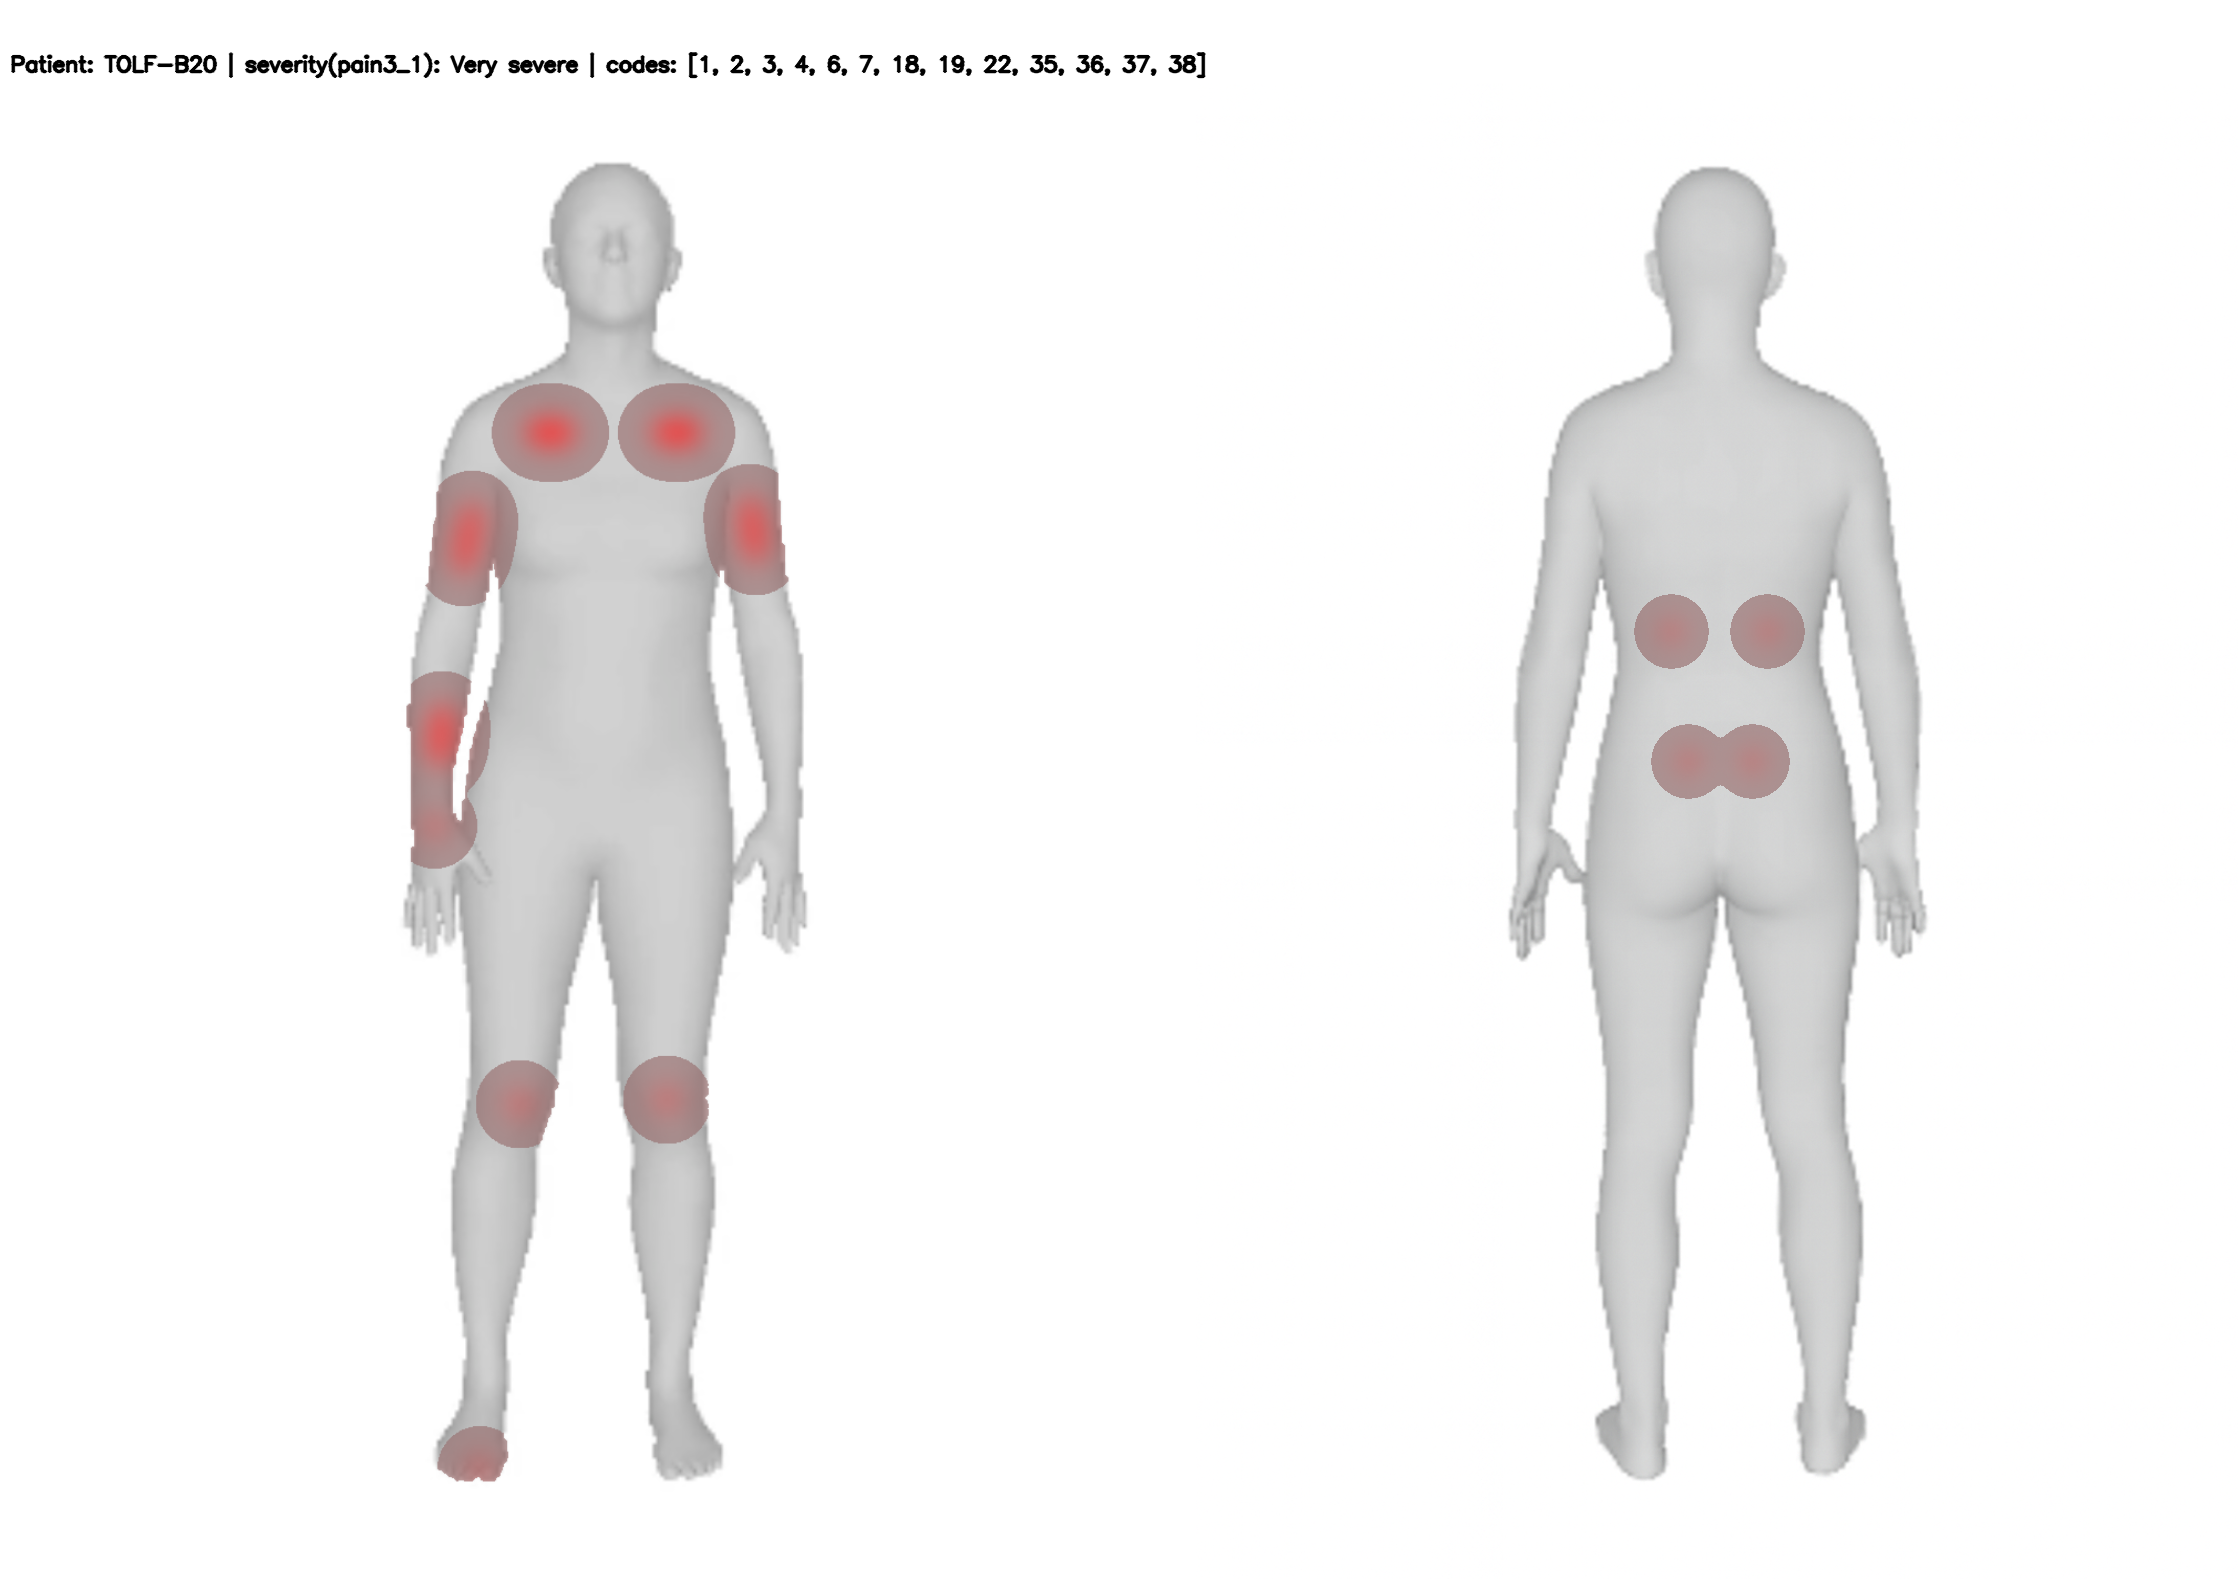 Patient: TOLF-B20 | severity(pain3_1): Very severe | codes: [1, 2, 3, 4, 6, 7, 18, 19, 22, 35, 36, 37, 38]